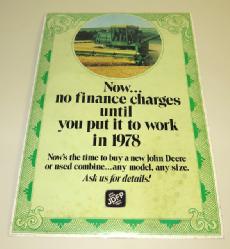 Now...
no finance charges
until
you put it to work
in 1978
Now's the time to buy a new John Deere
or used combine...any model, any size.
Ask us for details!
JDFP